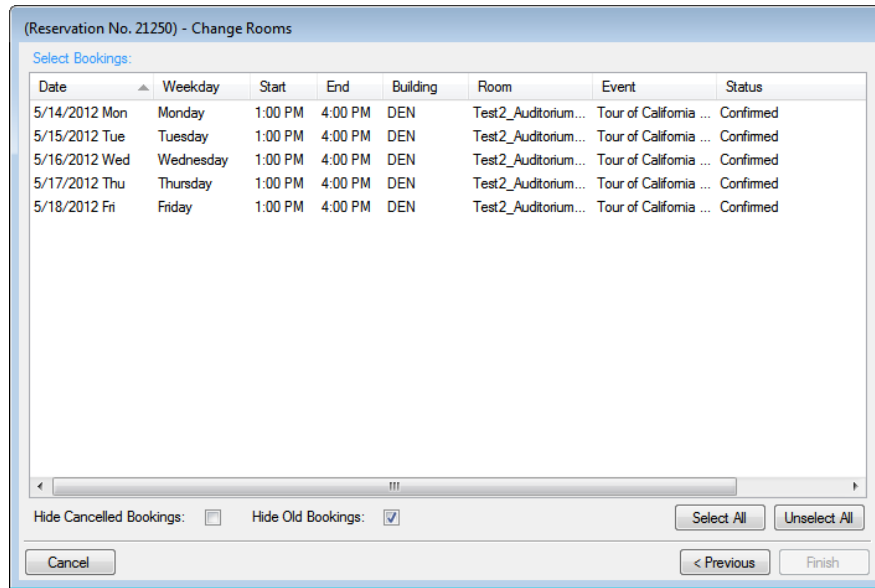 (Reservation No. 21250) - Change Rooms
Select Bookings:
Date Weekday Start End Building Room Event Status
5/14/2012 Mon Monday 1:00 PM 4:00 PM DEN Test2_Auditorium... Tour of California ... Confirmed
5/15/2012 Tue Tuesday 1:00 PM 4:00 PM DEN Test2_Auditorium... Tour of California ... Confirmed
5/16/2012 Wed Wednesday 1:00 PM 4:00 PM DEN Test2_Auditorium... Tour of California ... Confirmed
5/17/2012 Thu Thursday 1:00 PM 4:00 PM DEN Test2_Auditorium... Tour of California ... Confirmed
5/18/2012 Fri Friday 1:00 PM 4:00 PM DEN Test2_Auditorium... Tour of California ... Confirmed
Hide Cancelled Bookings: Hide Old Bookings: Select All Unselect All
Cancel < Previous Finish